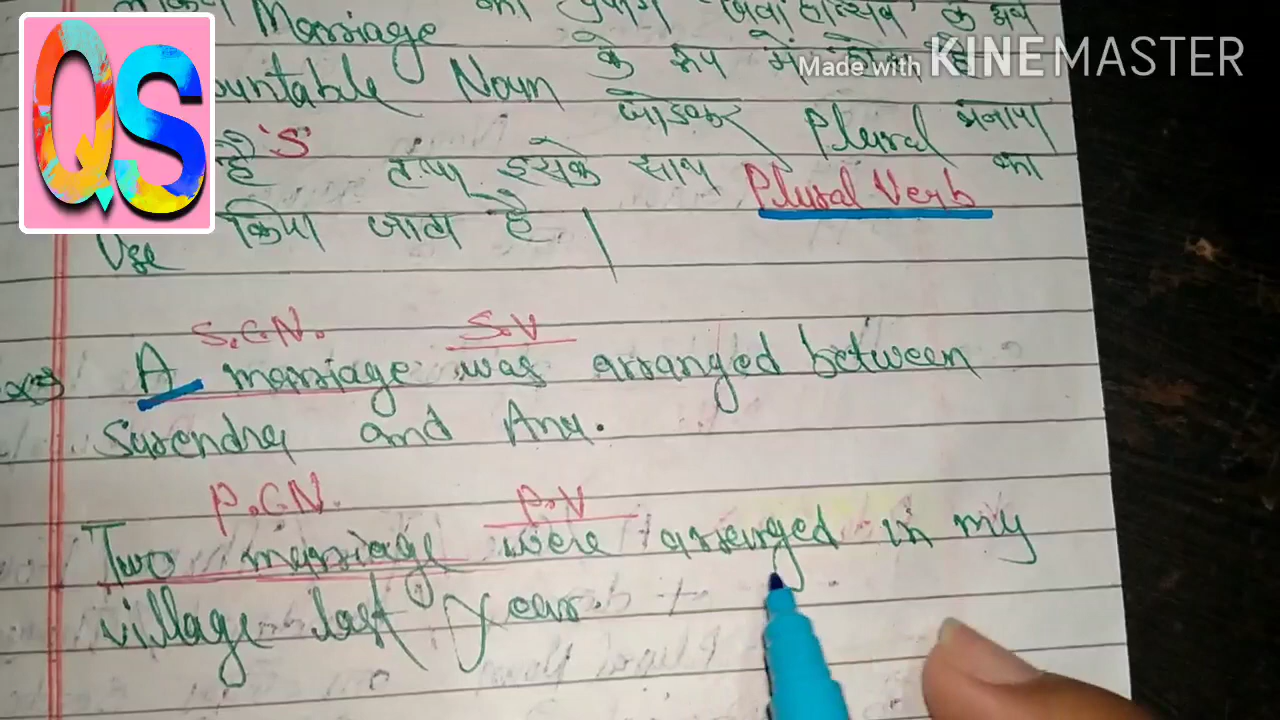 Marriage का प्रयोग 'विवाहोत्सव' के अर्थ
Countable Noun के रूप में होता है
'S' जोडकर Plural बनाया
है तथा इसके साथ Plural Verb का
Use किया जाता है |
S.C.N. S.V
A marriage was arranged between
Surendra and Anu.
P.C.N. P.V
Two marriage were arranged in my
village last year.
QS
Made with KINEMASTER